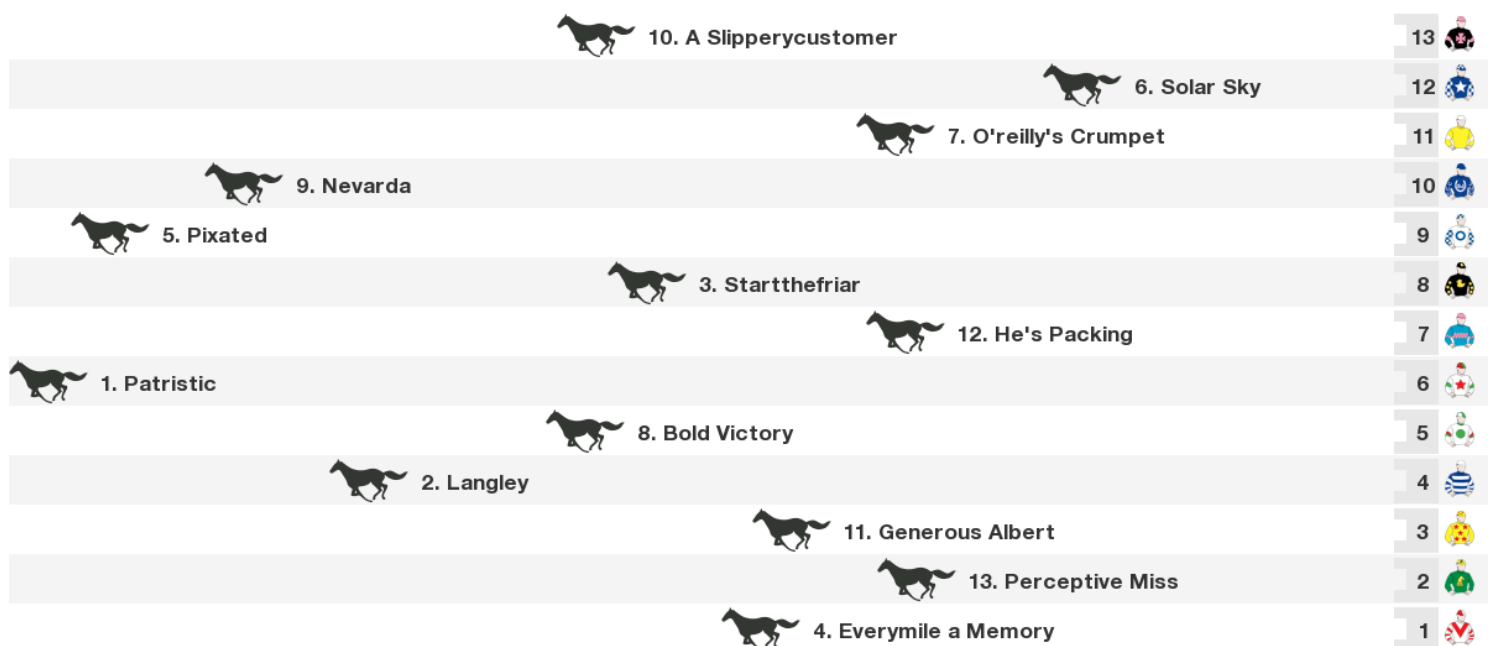 10. A Slipperycustomer 13
6. Solar Sky 12
7. O'reilly's Crumpet 11
9. Nevarda 10
5. Pixated 9
3. Startthefriar 8
12. He's Packing 7
1. Patristic 6
8. Bold Victory 5
2. Langley 4
11. Generous Albert 3
13. Perceptive Miss 2
4. Everymile a Memory 1